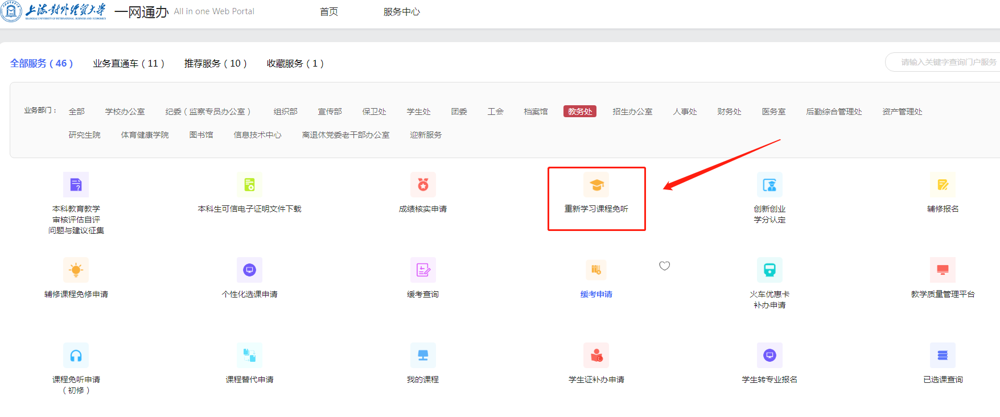 上海对外经贸大学 一网通办 All in one Web Portal 首页 服务中心
SHANGHAI UNIVERSITY OF INTERNATIONAL BUSINESS AND ECONOMICS
全部服务（46） 业务直通车（11） 推荐服务（10） 收藏服务（1） 请输入关键字查询门户服务
业务部门： 全部 学校办公室 纪委（监察专员办公室） 组织部 宣传部 保卫处 学生处 团委 工会 档案馆 教务处 招生办公室 人事处 财务处 医务室 后勤综合管理处 资产管理处
研究生院 体育健康学院 图书馆 信息技术中心 离退休党委老干部办公室 迎新服务
本科教育教学
审核评估自评
问题与建议征集
本科生可信电子证明文件下载
成绩核实申请
重新学习课程免听
创新创业
学分认定
辅修报名
辅修课程免修申请
个性化选课申请
缓考查询
缓考申请
火车优惠卡
补办申请
教学质量管理平台
课程免听申请
（初修）
课程替代申请
我的课程
学生证补办申请
学生转专业报名
已选课查询